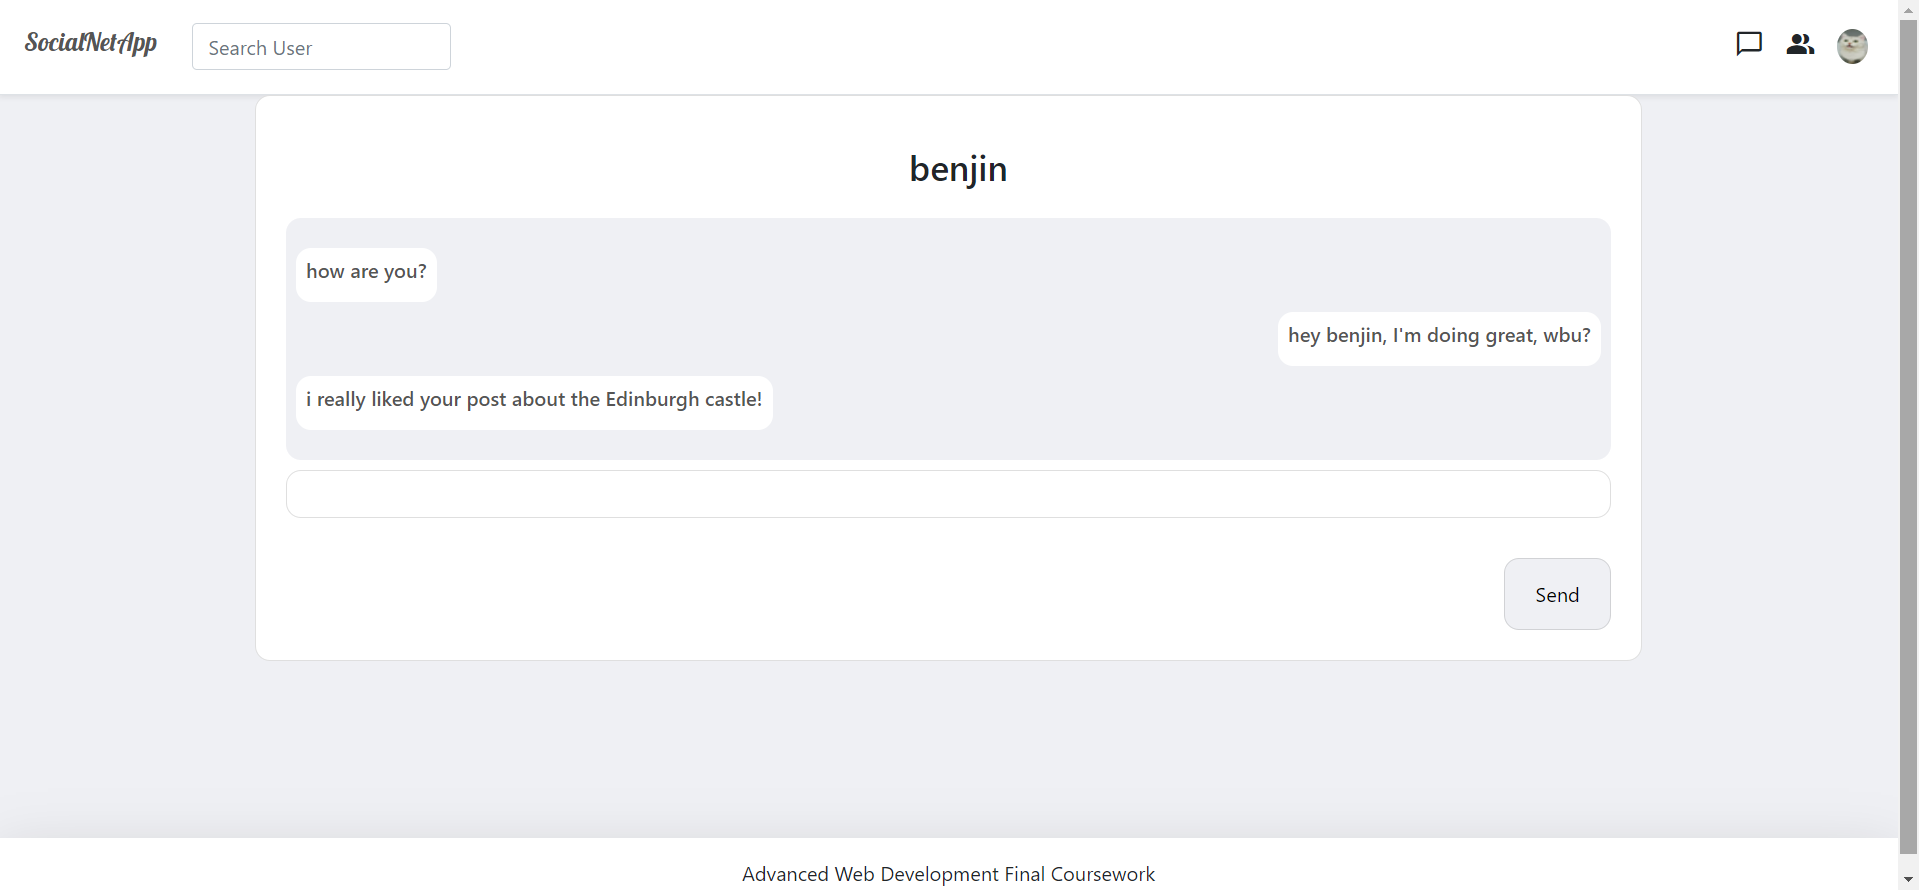 SocialNetApp
Search User
benjin
how are you?
hey benjin, I'm doing great, wbu?
i really liked your post about the Edinburgh castle!
Send
Advanced Web Development Final Coursework